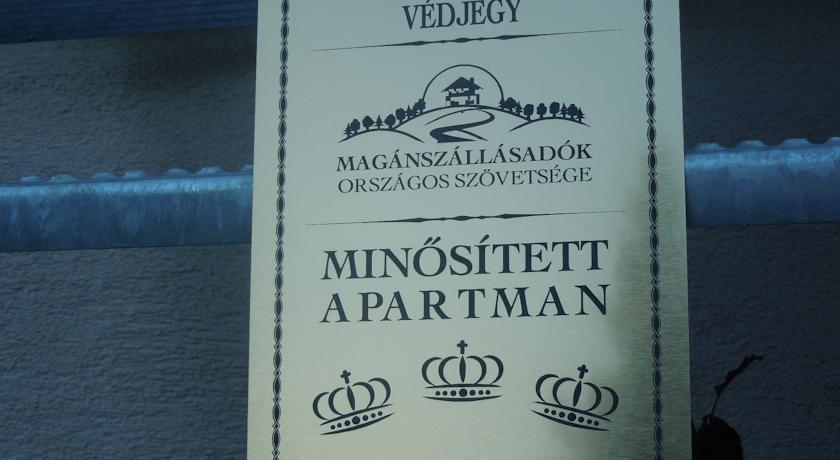 VÉDJEGY
MAGÁNSZÁLLÁSADÓK
ORSZÁGOS SZÖVETSÉGE
MINŐSÍTETT
APARTMAN